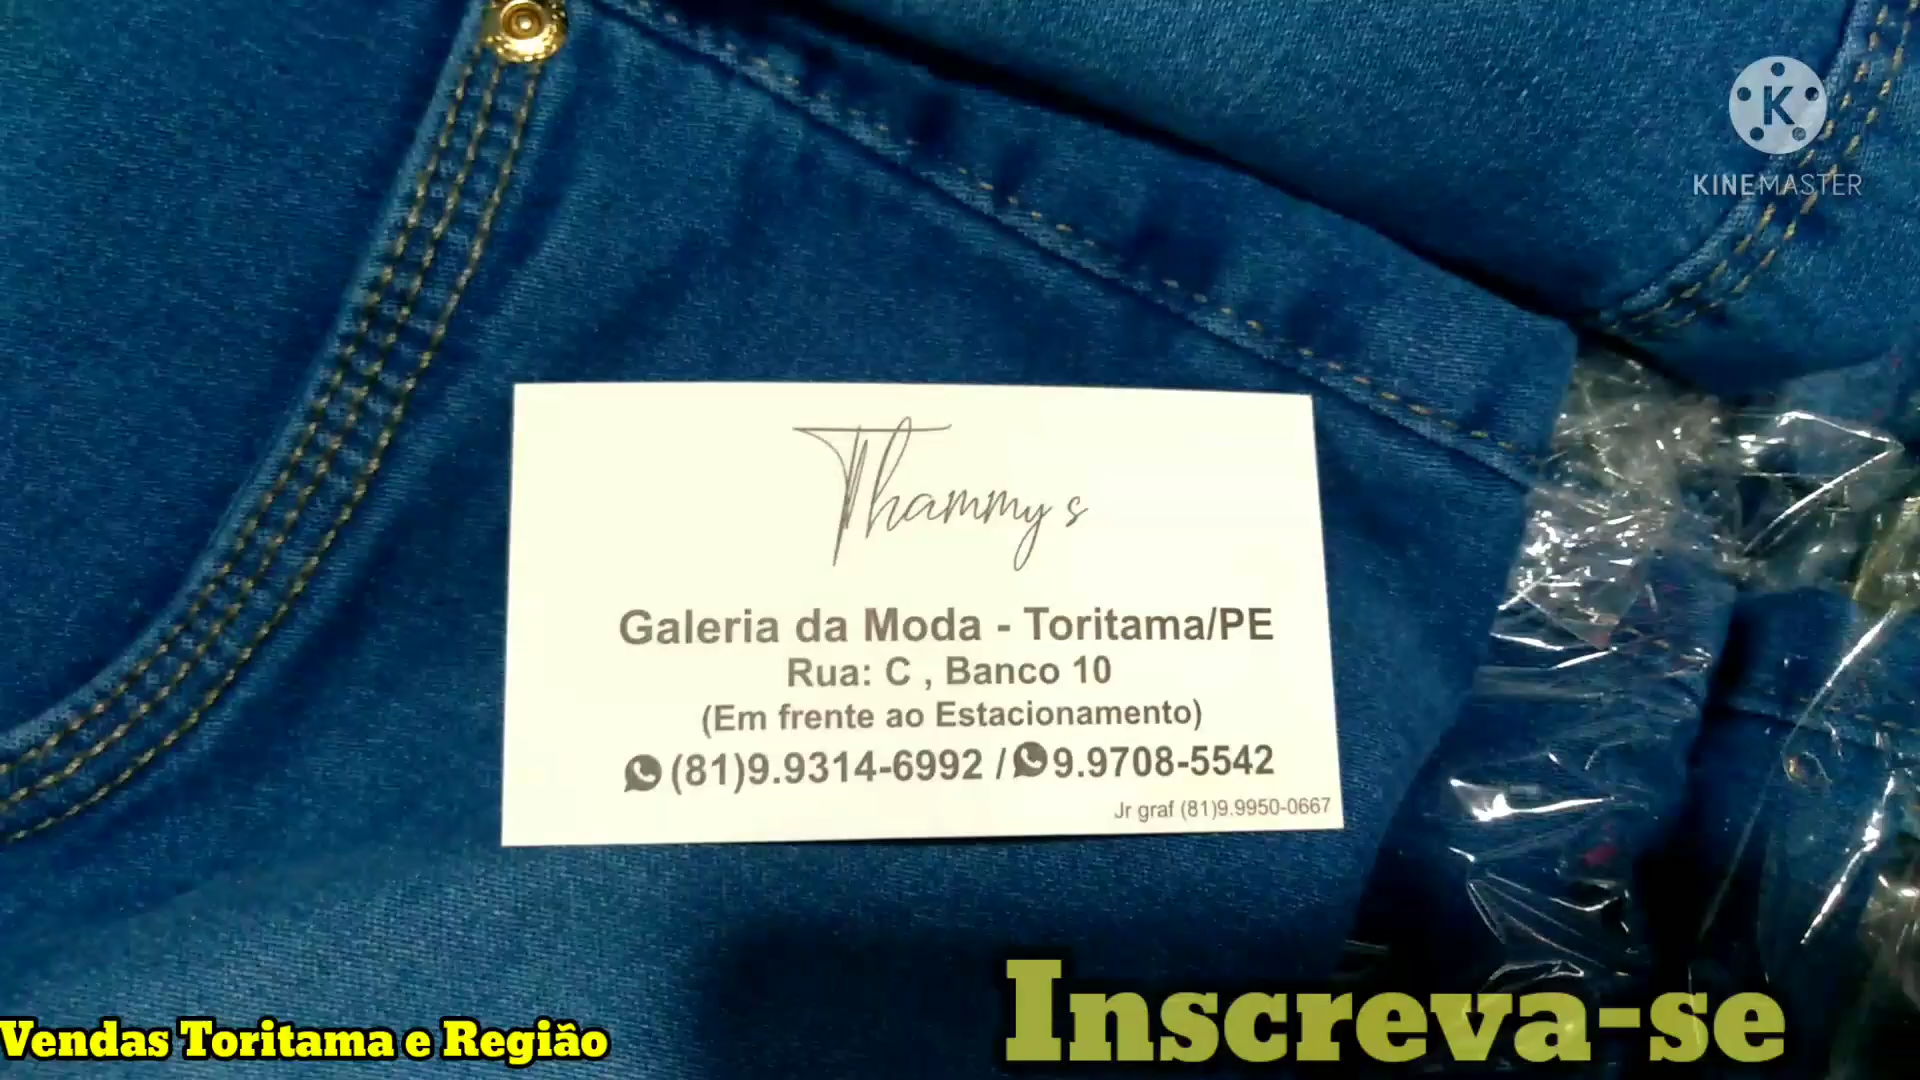 KINEMASTER
Thammy s
Galeria da Moda - Toritama/PE
Rua: C , Banco 10
(Em frente ao Estacionamento)
(81)9.9314-6992 / 9.9708-5542
Jr graf (81)9.9950-0667
Inscreva-se
Vendas Toritama e Região